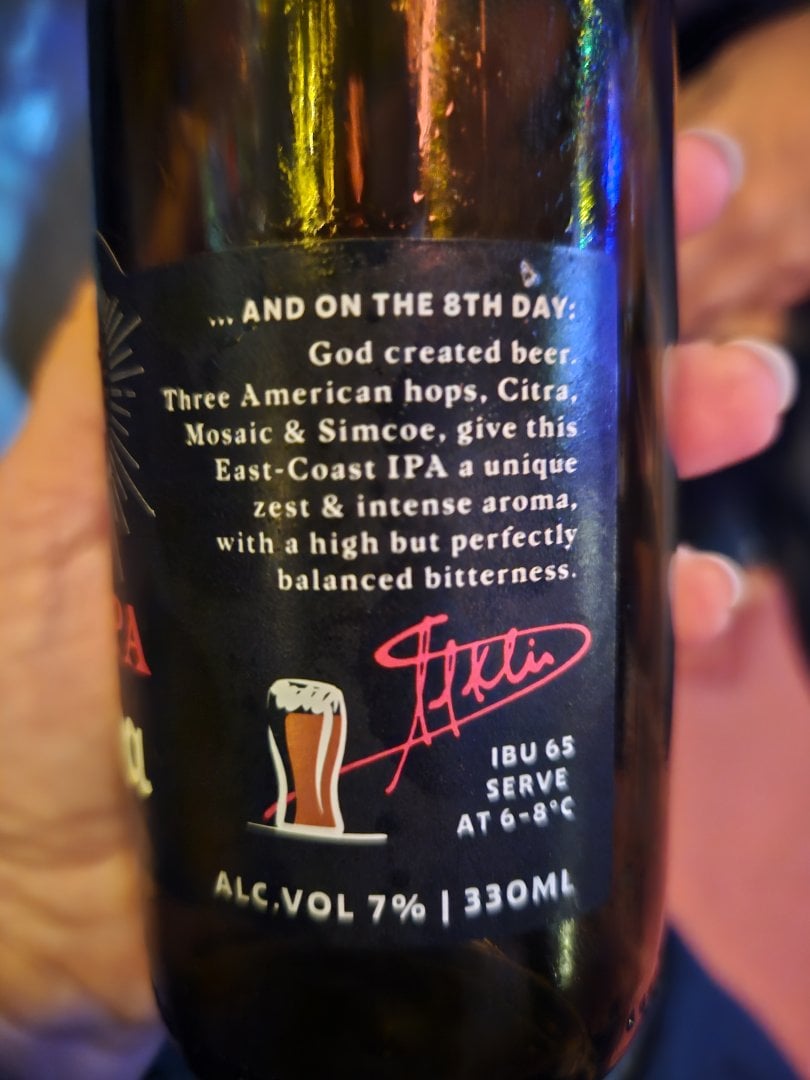 ... AND ON THE 8TH DAY:
God created beer.
Three American hops, Citra,
Mosaic & Simcoe, give this
East-Coast IPA a unique
zest & intense aroma,
with a high but perfectly
balanced bitterness.
PA
CL
IBU 65
SERVE
AT 6-8°C
ALC.VOL 7% | 330ML